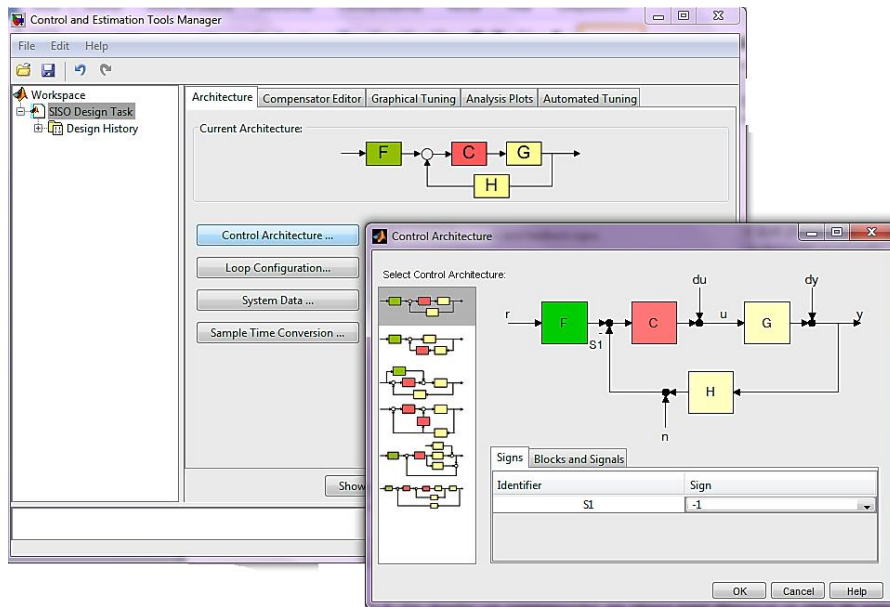 Control and Estimation Tools Manager
File Edit Help
Workspace
SISO Design Task
Design History
Architecture Compensator Editor Graphical Tuning Analysis Plots Automated Tuning
Current Architecture:
F C G
H
Control Architecture ...
Loop Configuration...
System Data ...
Sample Time Conversion ...
Show
Control Architecture
Select Control Architecture:
du dy
r F C u G y
S1 -
H
n
Signs Blocks and Signals
Identifier Sign
S1 -1
OK Cancel Help